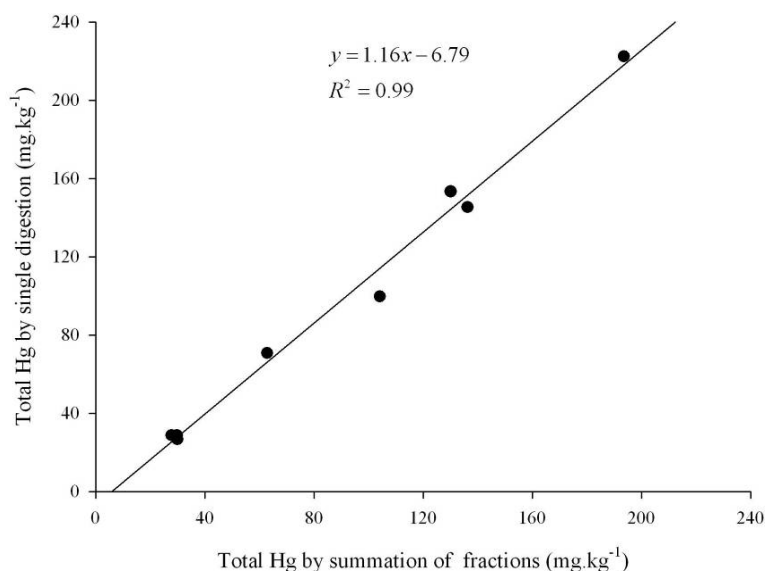 240
200
160
120
80
40
0
y = 1.16x − 6.79
R² = 0.99
Total Hg by single digestion (mg.kg⁻¹)
0 40 80 120 160 200 240
Total Hg by summation of fractions (mg.kg⁻¹)